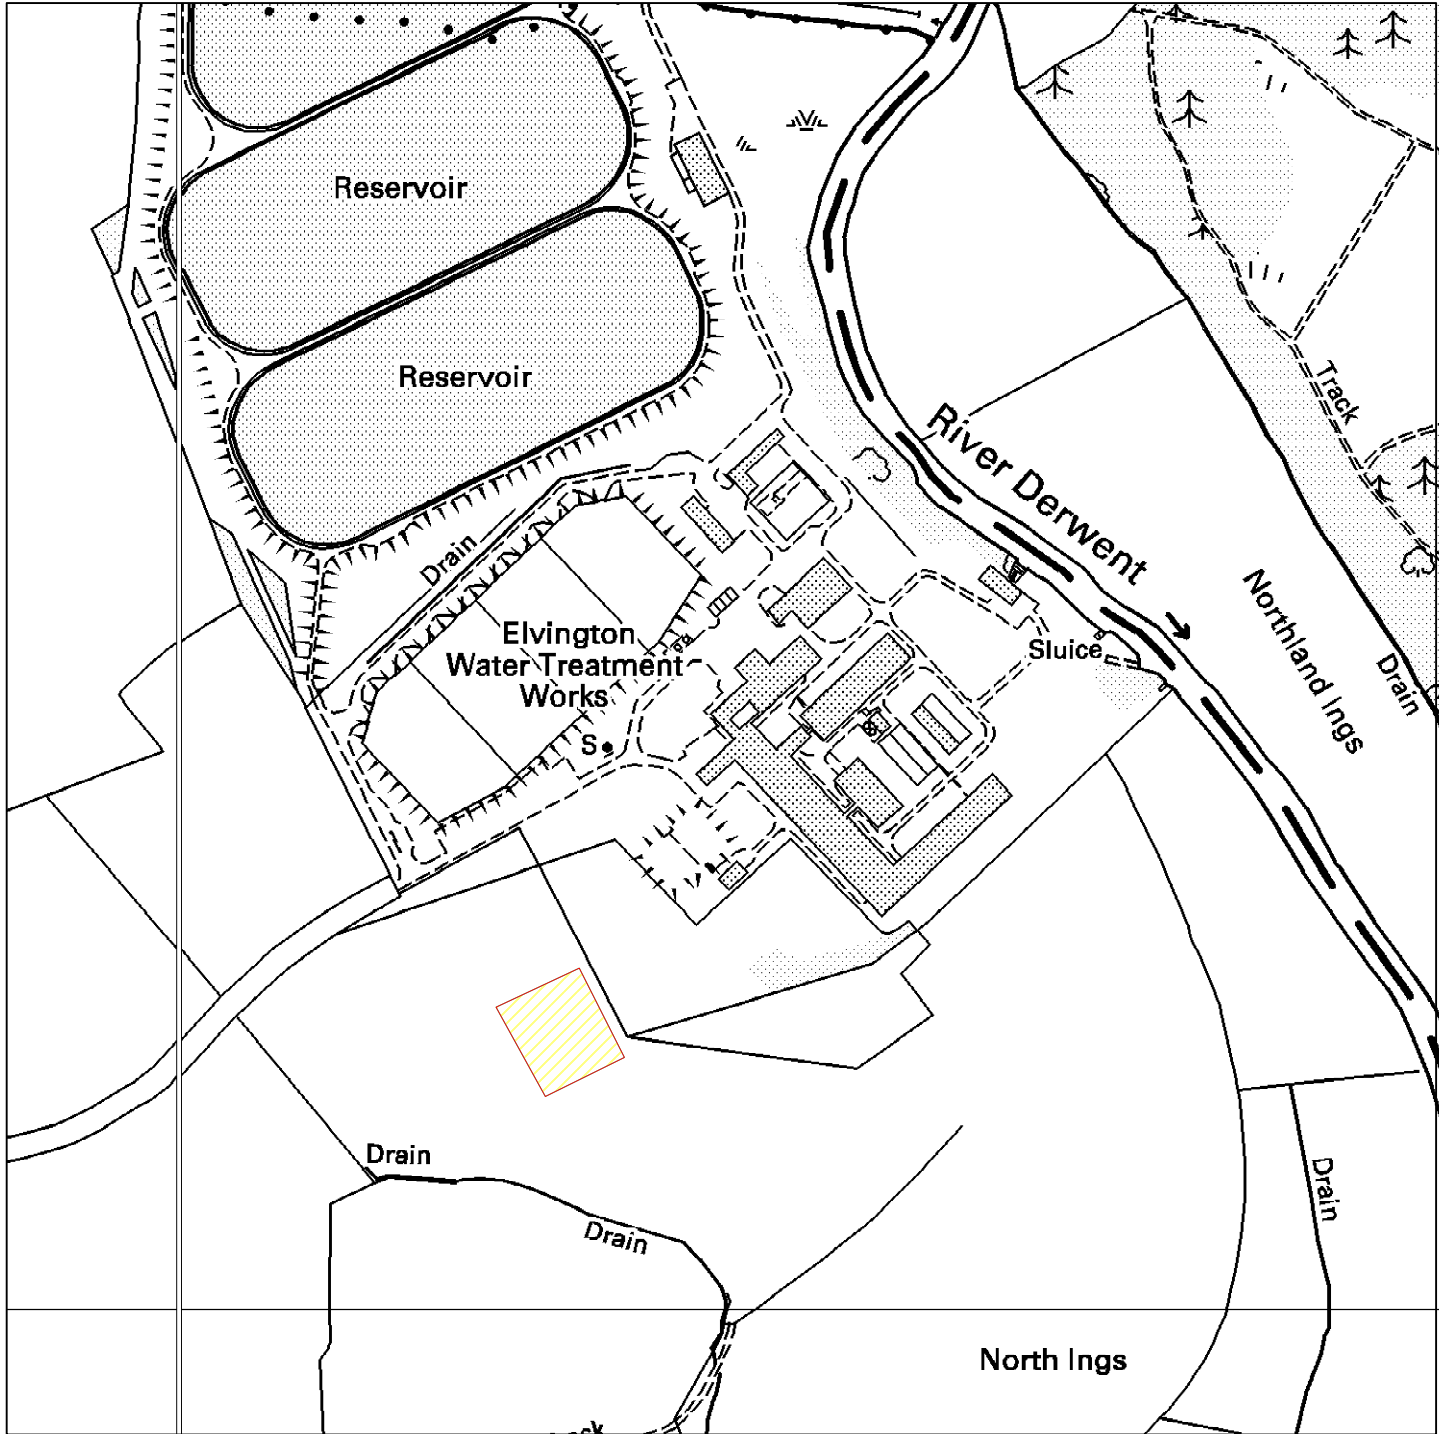 Reservoir
Reservoir
Track
River Derwent
Drain
Elvington
Water Treatment
Works
Sluice
Northland Ings
Drain
S
Drain
Drain
Drain
North Ings